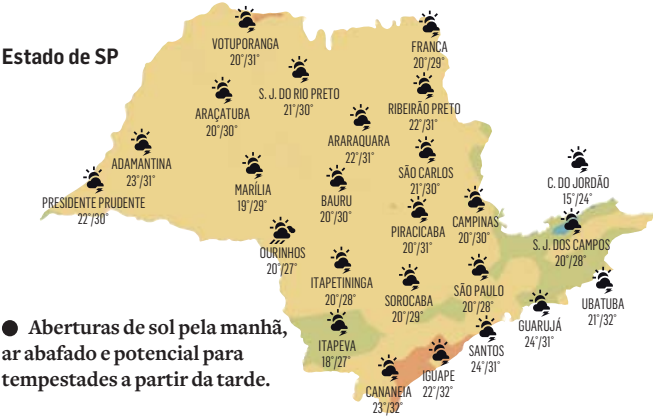 Estado de SP
VOTUPORANGA
20°/31°
FRANCA
20°/29°
S. J. DO RIO PRETO
21°/30°
ARAÇATUBA
20°/30°
RIBEIRÃO PRETO
22°/31°
ARARAQUARA
22°/31°
ADAMANTINA
23°/31°
MARÍLIA
19°/29°
SÃO CARLOS
21°/30°
C. DO JORDÃO
15°/24°
PRESIDENTE PRUDENTE
22°/30°
BAURU
20°/30°
PIRACICABA
20°/31°
CAMPINAS
20°/30°
S. J. DOS CAMPOS
20°/28°
OURINHOS
20°/27°
ITAPETININGA
20°/28°
SOROCABA
20°/29°
SÃO PAULO
20°/28°
UBATUBA
21°/32°
GUARUJÁ
24°/31°
ITAPEVA
18°/27°
SANTOS
24°/31°
IGUAPE
22°/32°
CANANEIA
23°/32°
● Aberturas de sol pela manhã,
ar abafado e potencial para
tempestades a partir da tarde.